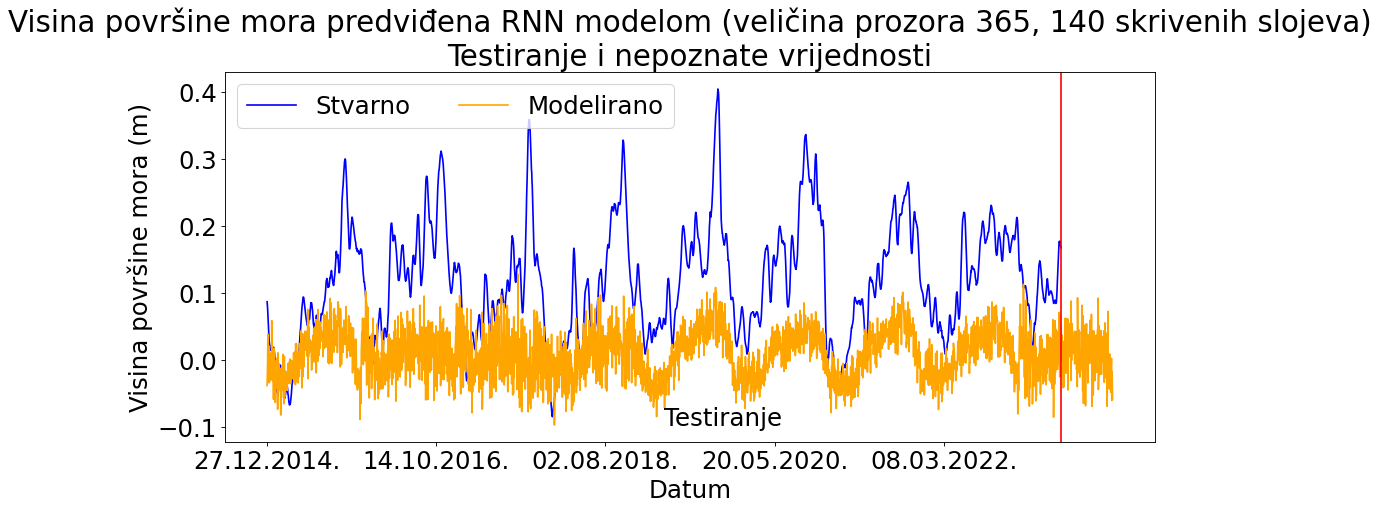 Visina površine mora predviđena RNN modelom (veličina prozora 365, 140 skrivenih slojeva)
Testiranje i nepoznate vrijednosti
Stvarno Modelirano
Visina površine mora (m)
0.4
0.3
0.2
0.1
0.0
−0.1
Testiranje
27.12.2014. 14.10.2016. 02.08.2018. 20.05.2020. 08.03.2022.
Datum